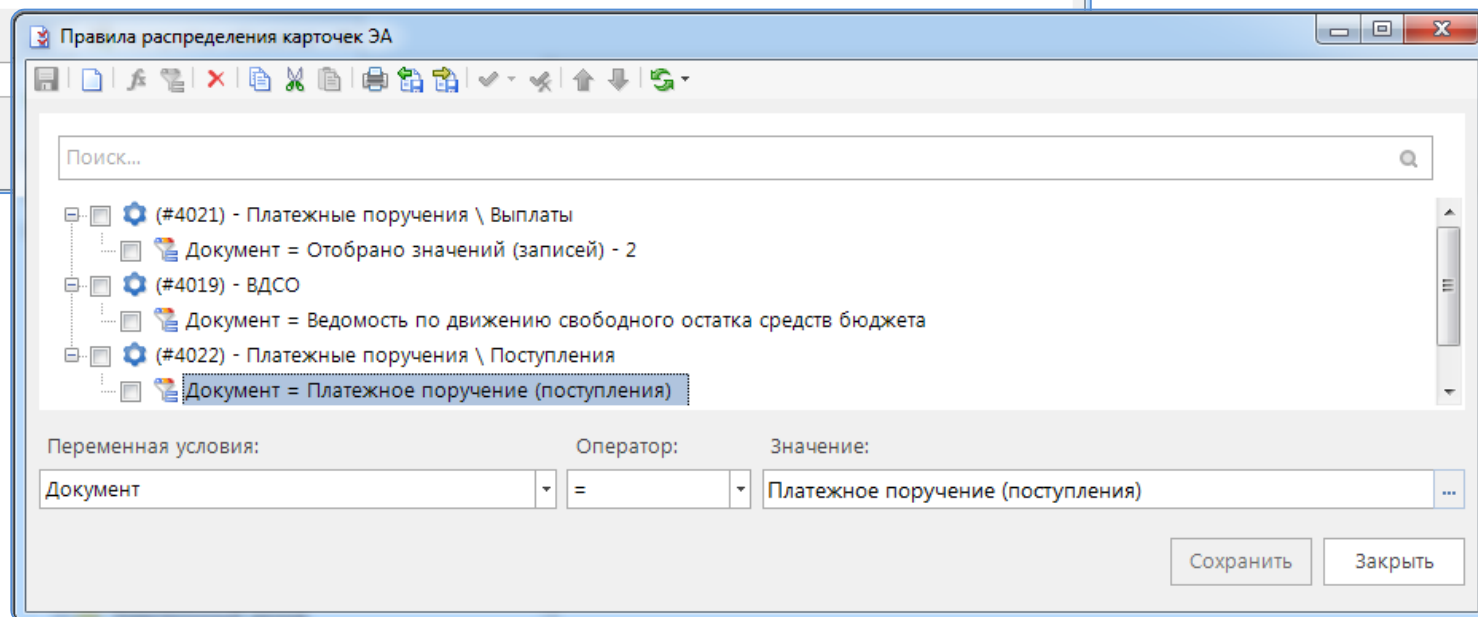 Правила распределения карточек ЭА
Поиск...
(#4021) - Платежные поручения \ Выплаты
Документ = Отобрано значений (записей) - 2
(#4019) - ВДСО
Документ = Ведомость по движению свободного остатка средств бюджета
(#4022) - Платежные поручения \ Поступления
Документ = Платежное поручение (поступления)
Переменная условия: Оператор: Значение:
Документ = Платежное поручение (поступления) ...
Сохранить Закрыть